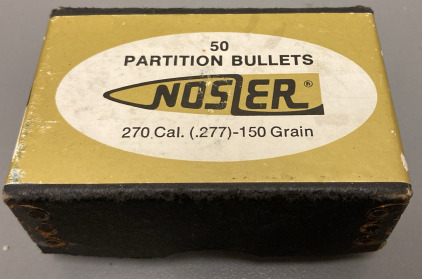 50
PARTITION BULLETS
NOSLER®
270 Cal. (.277)-150 Grain